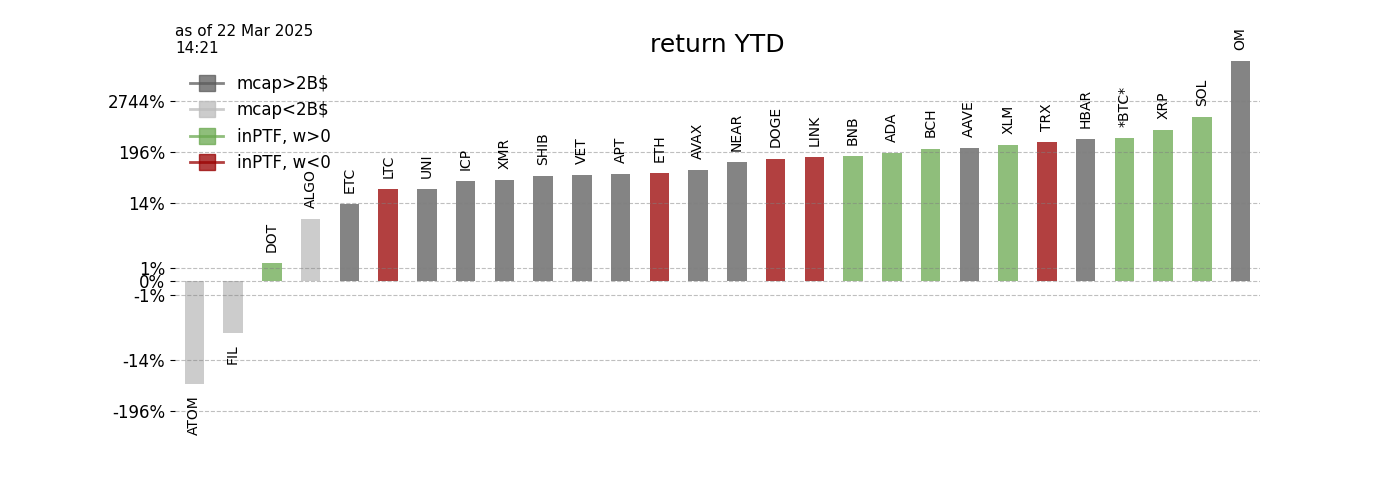 as of 22 Mar 2025
14:21
return YTD
mcap>2B$
mcap<2B$
inPTF, w>0
inPTF, w<0
2744%
196%
14%
1%
0%
-1%
-14%
-196%
ATOM
FIL
DOT
ALGO
ETC
LTC
UNI
ICP
XMR
SHIB
VET
APT
ETH
AVAX
NEAR
DOGE
LINK
BNB
ADA
BCH
AAVE
XLM
TRX
HBAR
*BTC*
XRP
SOL
OM